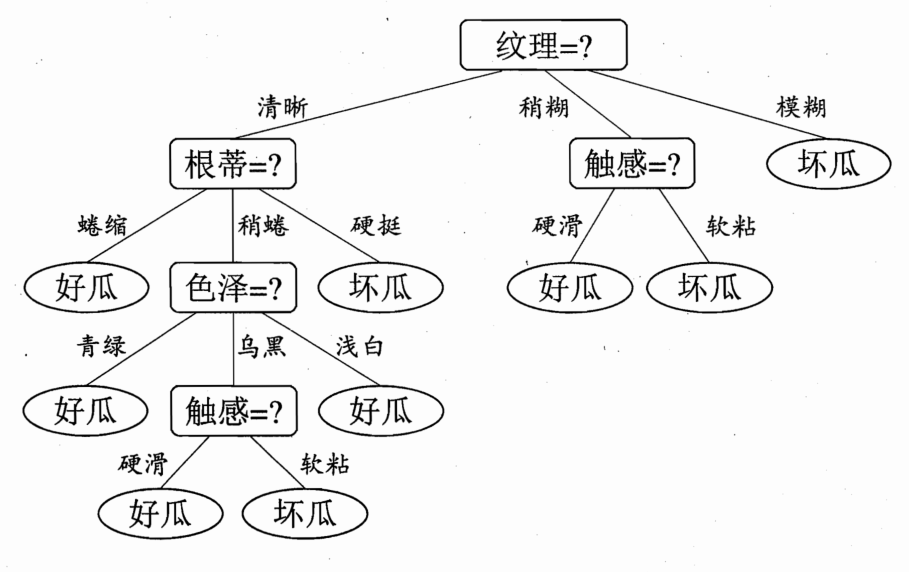 纹理=?
清晰 稍糊 模糊
根蒂=? 触感=? 坏瓜
蜷缩 稍蜷 硬挺 硬滑 软粘
好瓜 色泽=? 坏瓜 好瓜 坏瓜
青绿 乌黑 浅白
好瓜 触感=? 好瓜
硬滑 软粘
好瓜 坏瓜